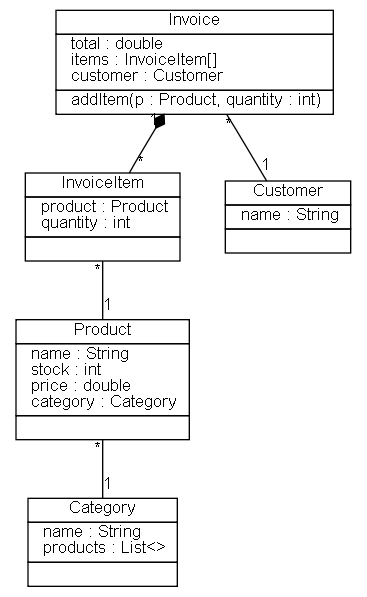 Invoice
total : double
items : InvoiceItem[]
customer : Customer
addItem(p : Product, quantity : int)
1
*
*
1
InvoiceItem
product : Product
quantity : int
Customer
name : String
*
1
Product
name : String
stock : int
price : double
category : Category
*
1
Category
name : String
products : List<>